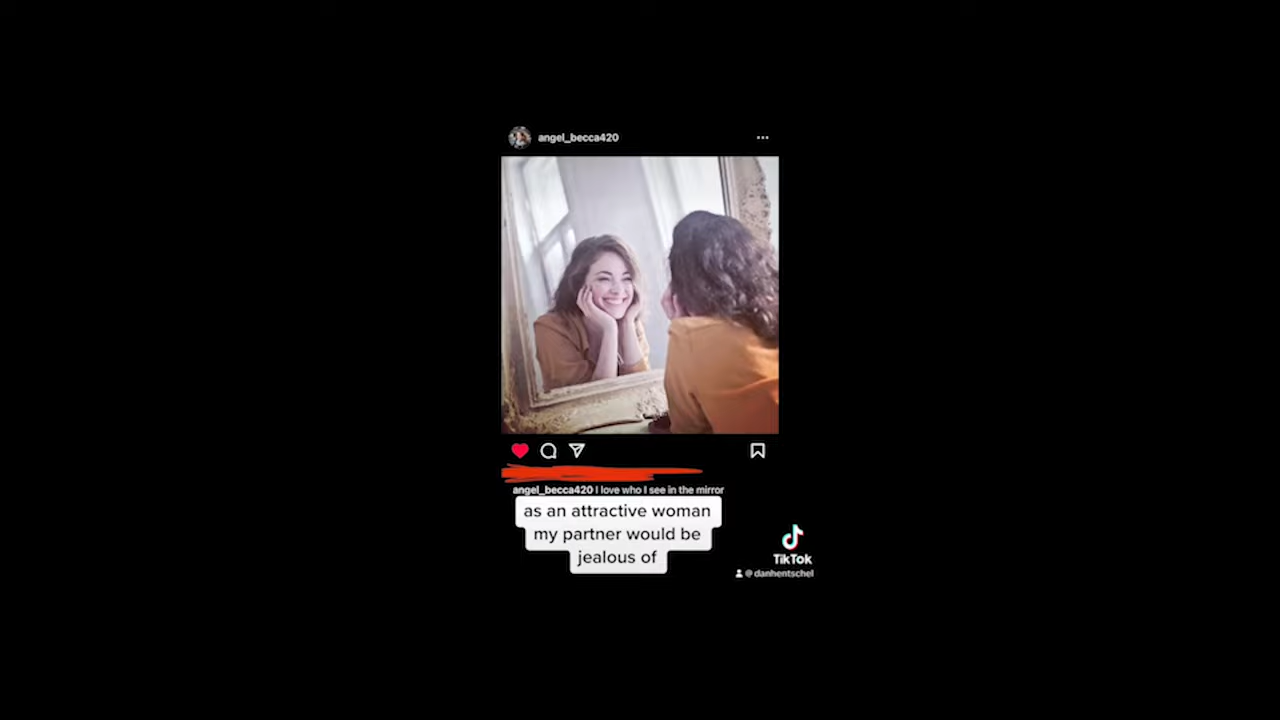 angel_becca420
angel_becca420 I love who I see in the mirror
as an attractive woman
my partner would be
jealous of
TikTok
@danhentschel